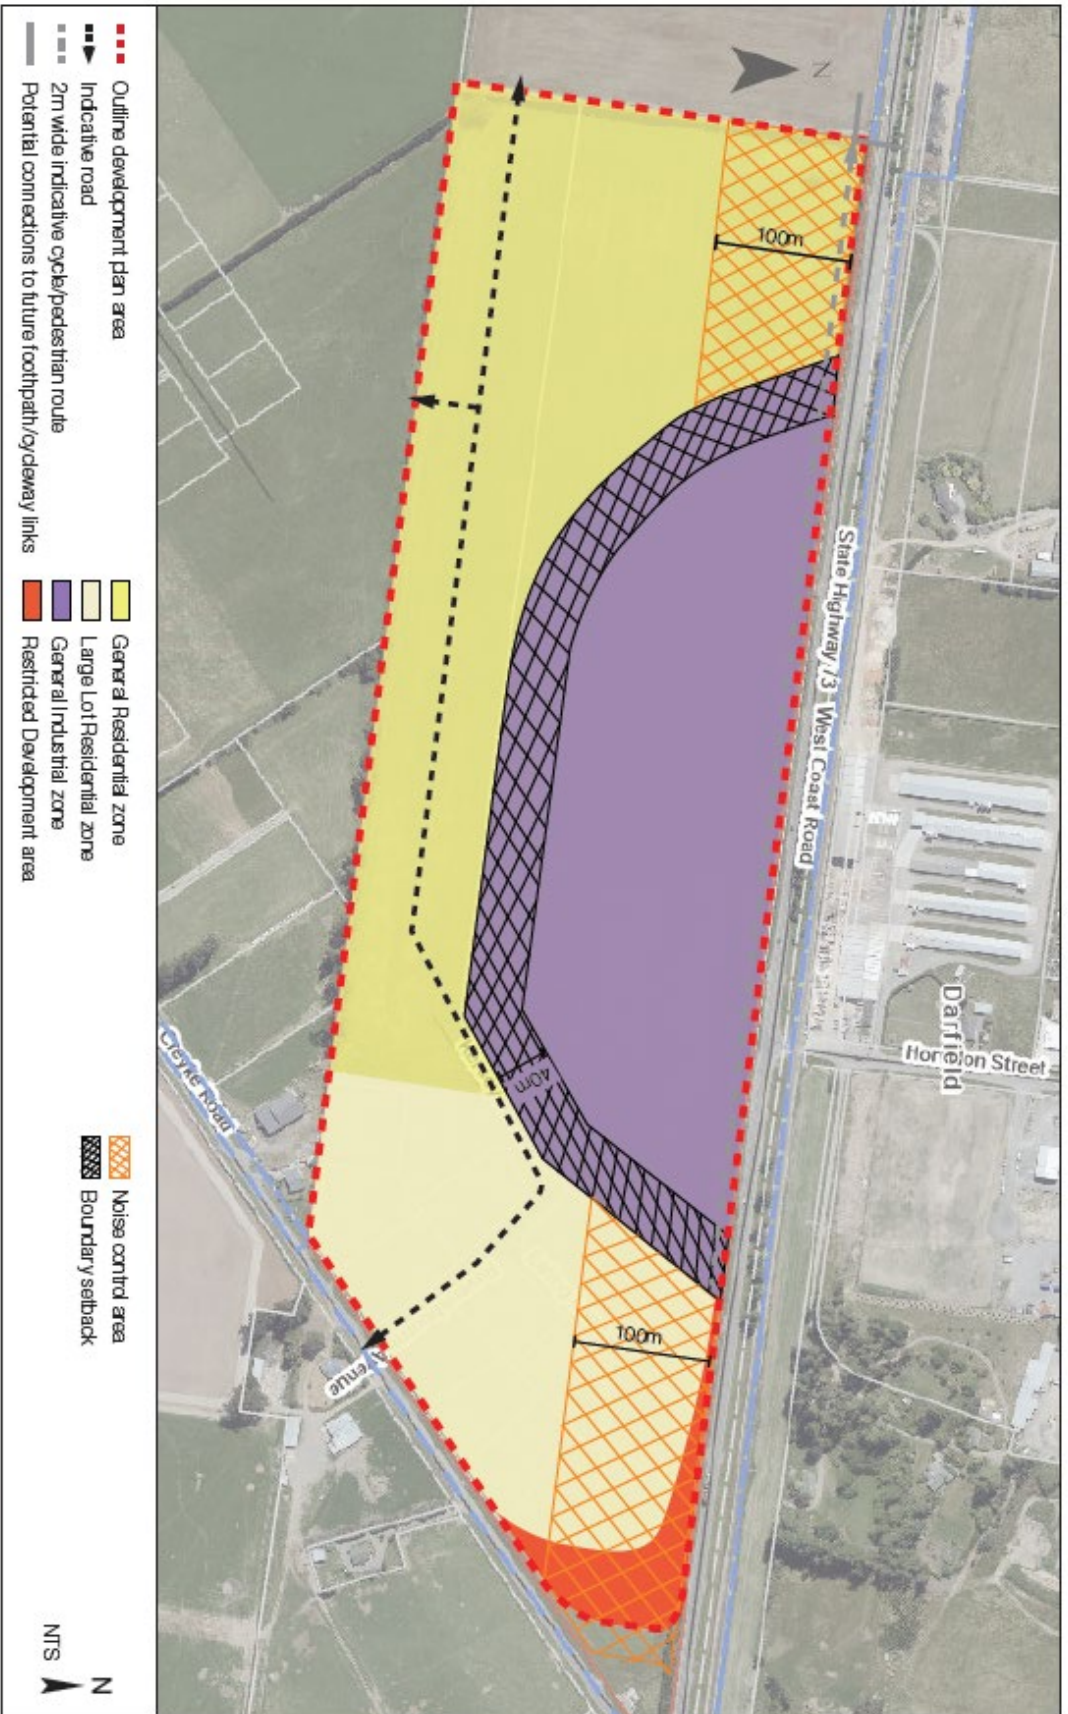 N
100m
State Highway 73 - West Coast Road
Darfield
Horndon Street
40m
100m
Creyke Road
Avenue
Outline development plan area
Indicative road
2m wide indicative cycle/pedestrian route
Potential connections to future footpath/cycleway links
General Residential zone
Large Lot Residential zone
General Industrial zone
Restricted Development area
Noise control area
Boundary setback
N
NTS